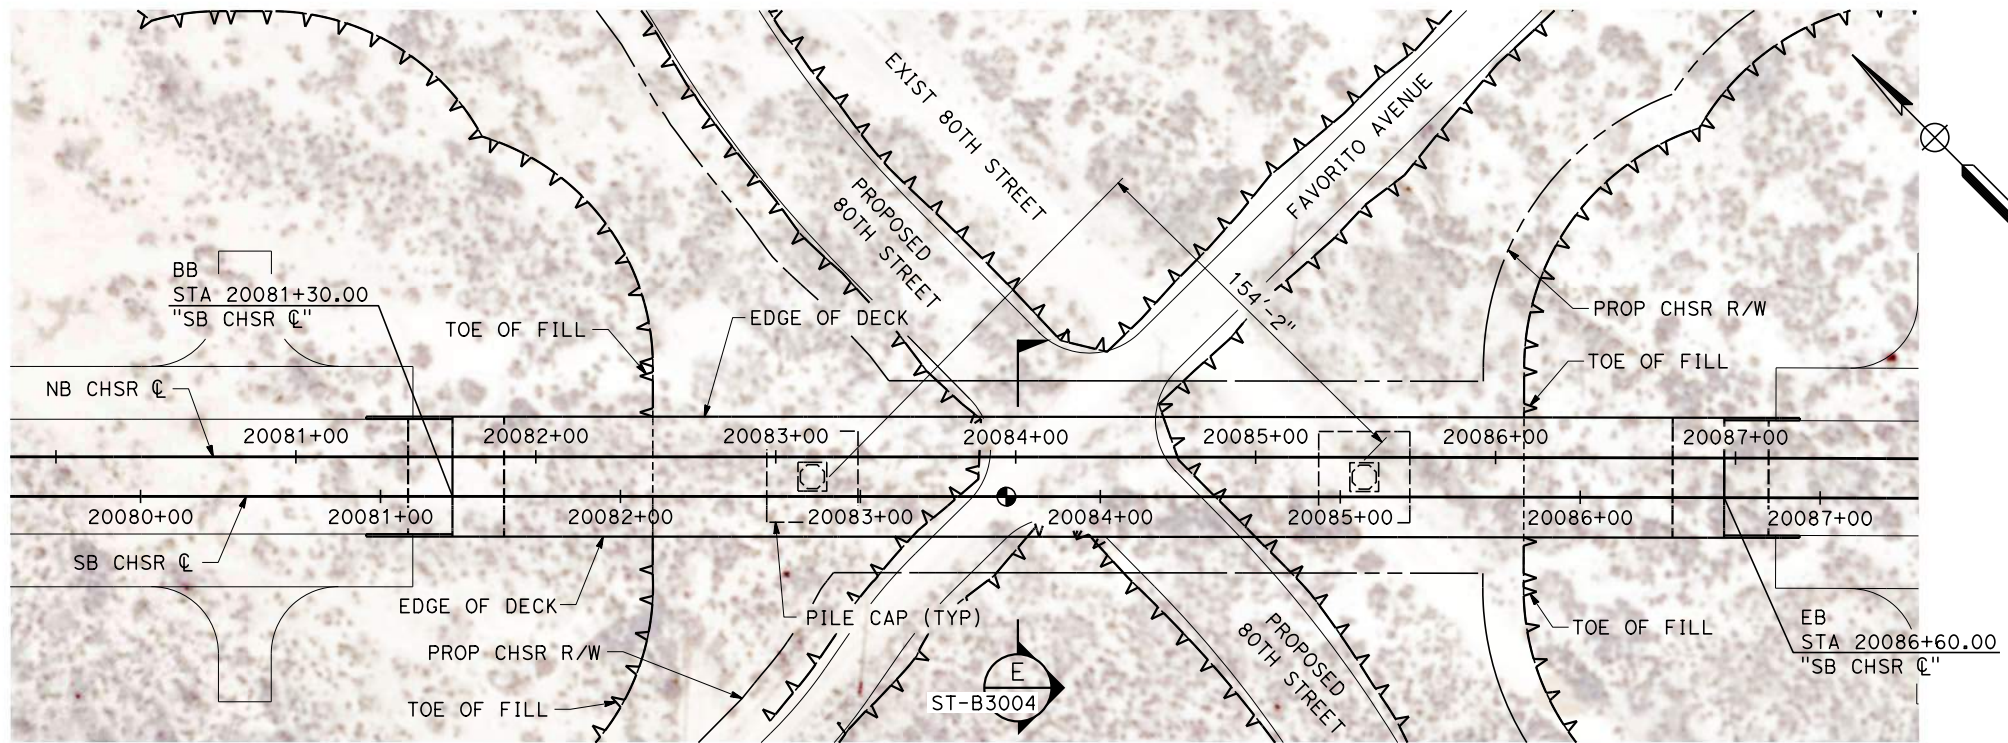 EXIST 80TH STREET
FAVORITO AVENUE
PROPOSED
80TH STREET
BB
STA 20081+30.00
"SB CHSR ℄"
TOE OF FILL
EDGE OF DECK
154'-2"
PROP CHSR R/W
TOE OF FILL
NB CHSR ℄
20081+00
20082+00
20083+00
20084+00
20085+00
20086+00
20087+00
20080+00
20081+00
20082+00
20083+00
20084+00
20085+00
20086+00
20087+00
SB CHSR ℄
EDGE OF DECK
PILE CAP (TYP)
PROP CHSR R/W
TOE OF FILL
E
ST-B3004
PROPOSED
80TH STREET
TOE OF FILL
EB
STA 20086+60.00
"SB CHSR ℄"